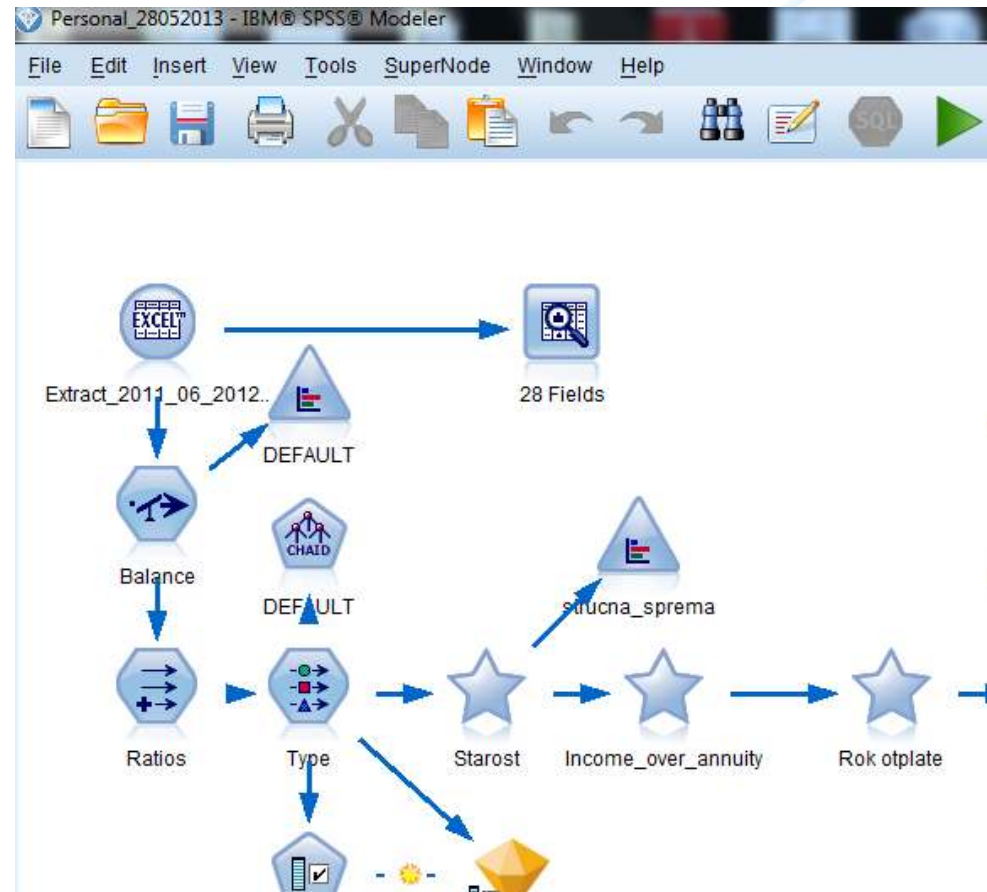 Personal_28052013 - IBM® SPSS® Modeler
File Edit Insert View Tools SuperNode Window Help
SQL
EXCEL™
Extract_2011_06_2012..
28 Fields
DEFAULT
CHAID
Balance
DEFAULT
strucna_sprema
Ratios
Type
Starost
Income_over_annuity
Rok otplate